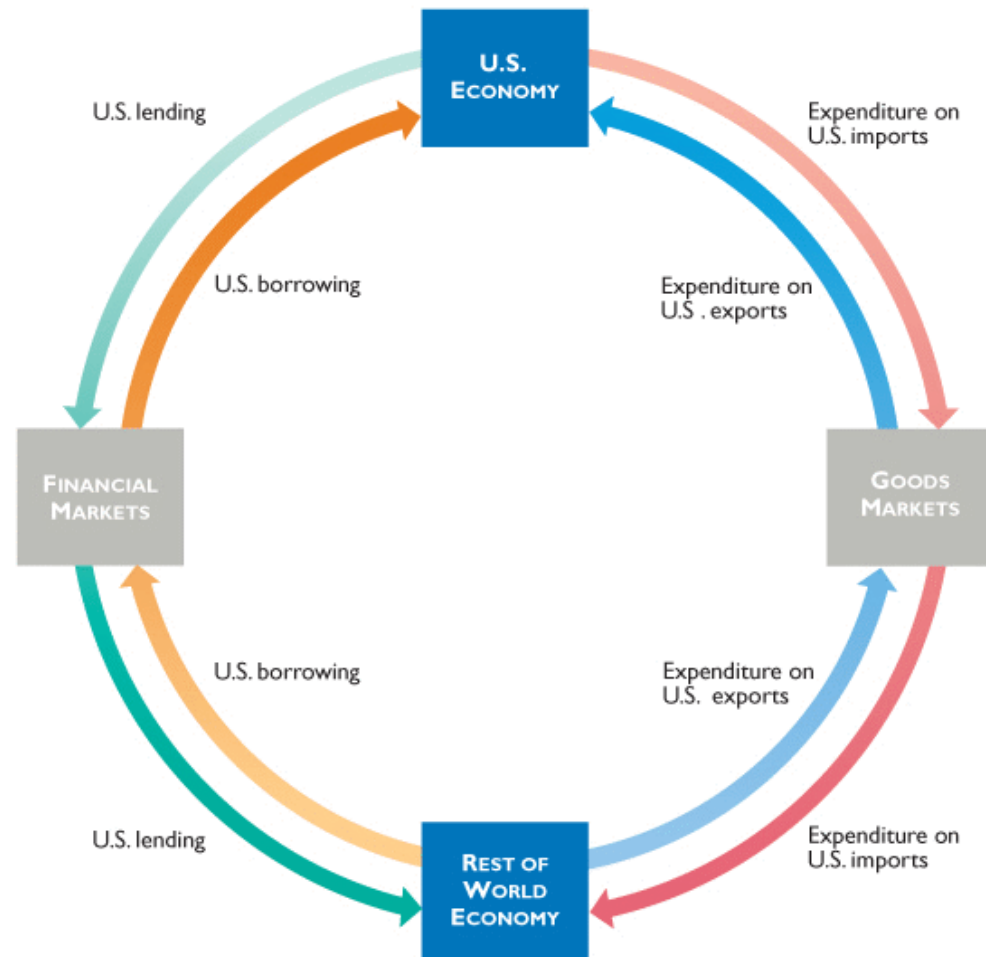 U.S.
ECONOMY
U.S. lending
Expenditure on
U.S. imports
U.S. borrowing
Expenditure on
U.S . exports
FINANCIAL
MARKETS
GOODS
MARKETS
U.S. borrowing
Expenditure on
U.S. exports
U.S. lending
Expenditure on
U.S. imports
REST OF
WORLD
ECONOMY